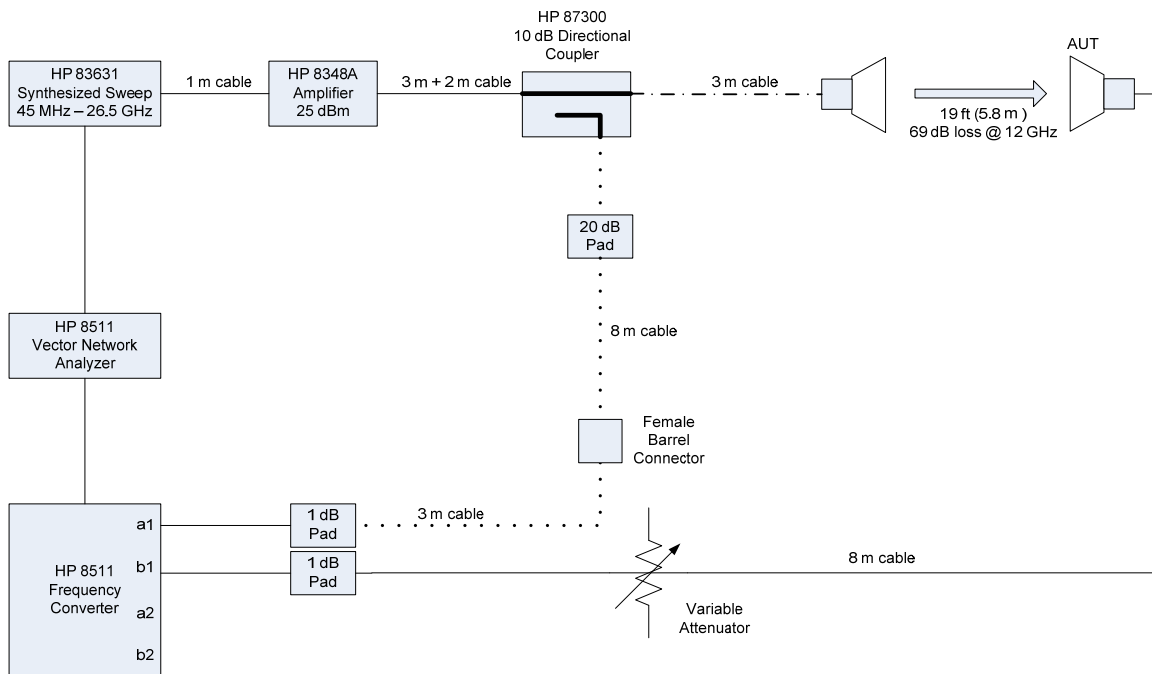 HP 87300
10 dB Directional
Coupler
AUT
HP 83631
Synthesized Sweep
45 MHz – 26.5 GHz
1 m cable
HP 8348A
Amplifier
25 dBm
3 m + 2 m cable
3 m cable
19 ft (5.8 m )
69 dB loss @ 12 GHz
20 dB
Pad
8 m cable
HP 8511
Vector Network
Analyzer
Female
Barrel
Connector
HP 8511
Frequency
Converter
a1
b1
a2
b2
1 dB
Pad
3 m cable
1 dB
Pad
Variable
Attenuator
8 m cable